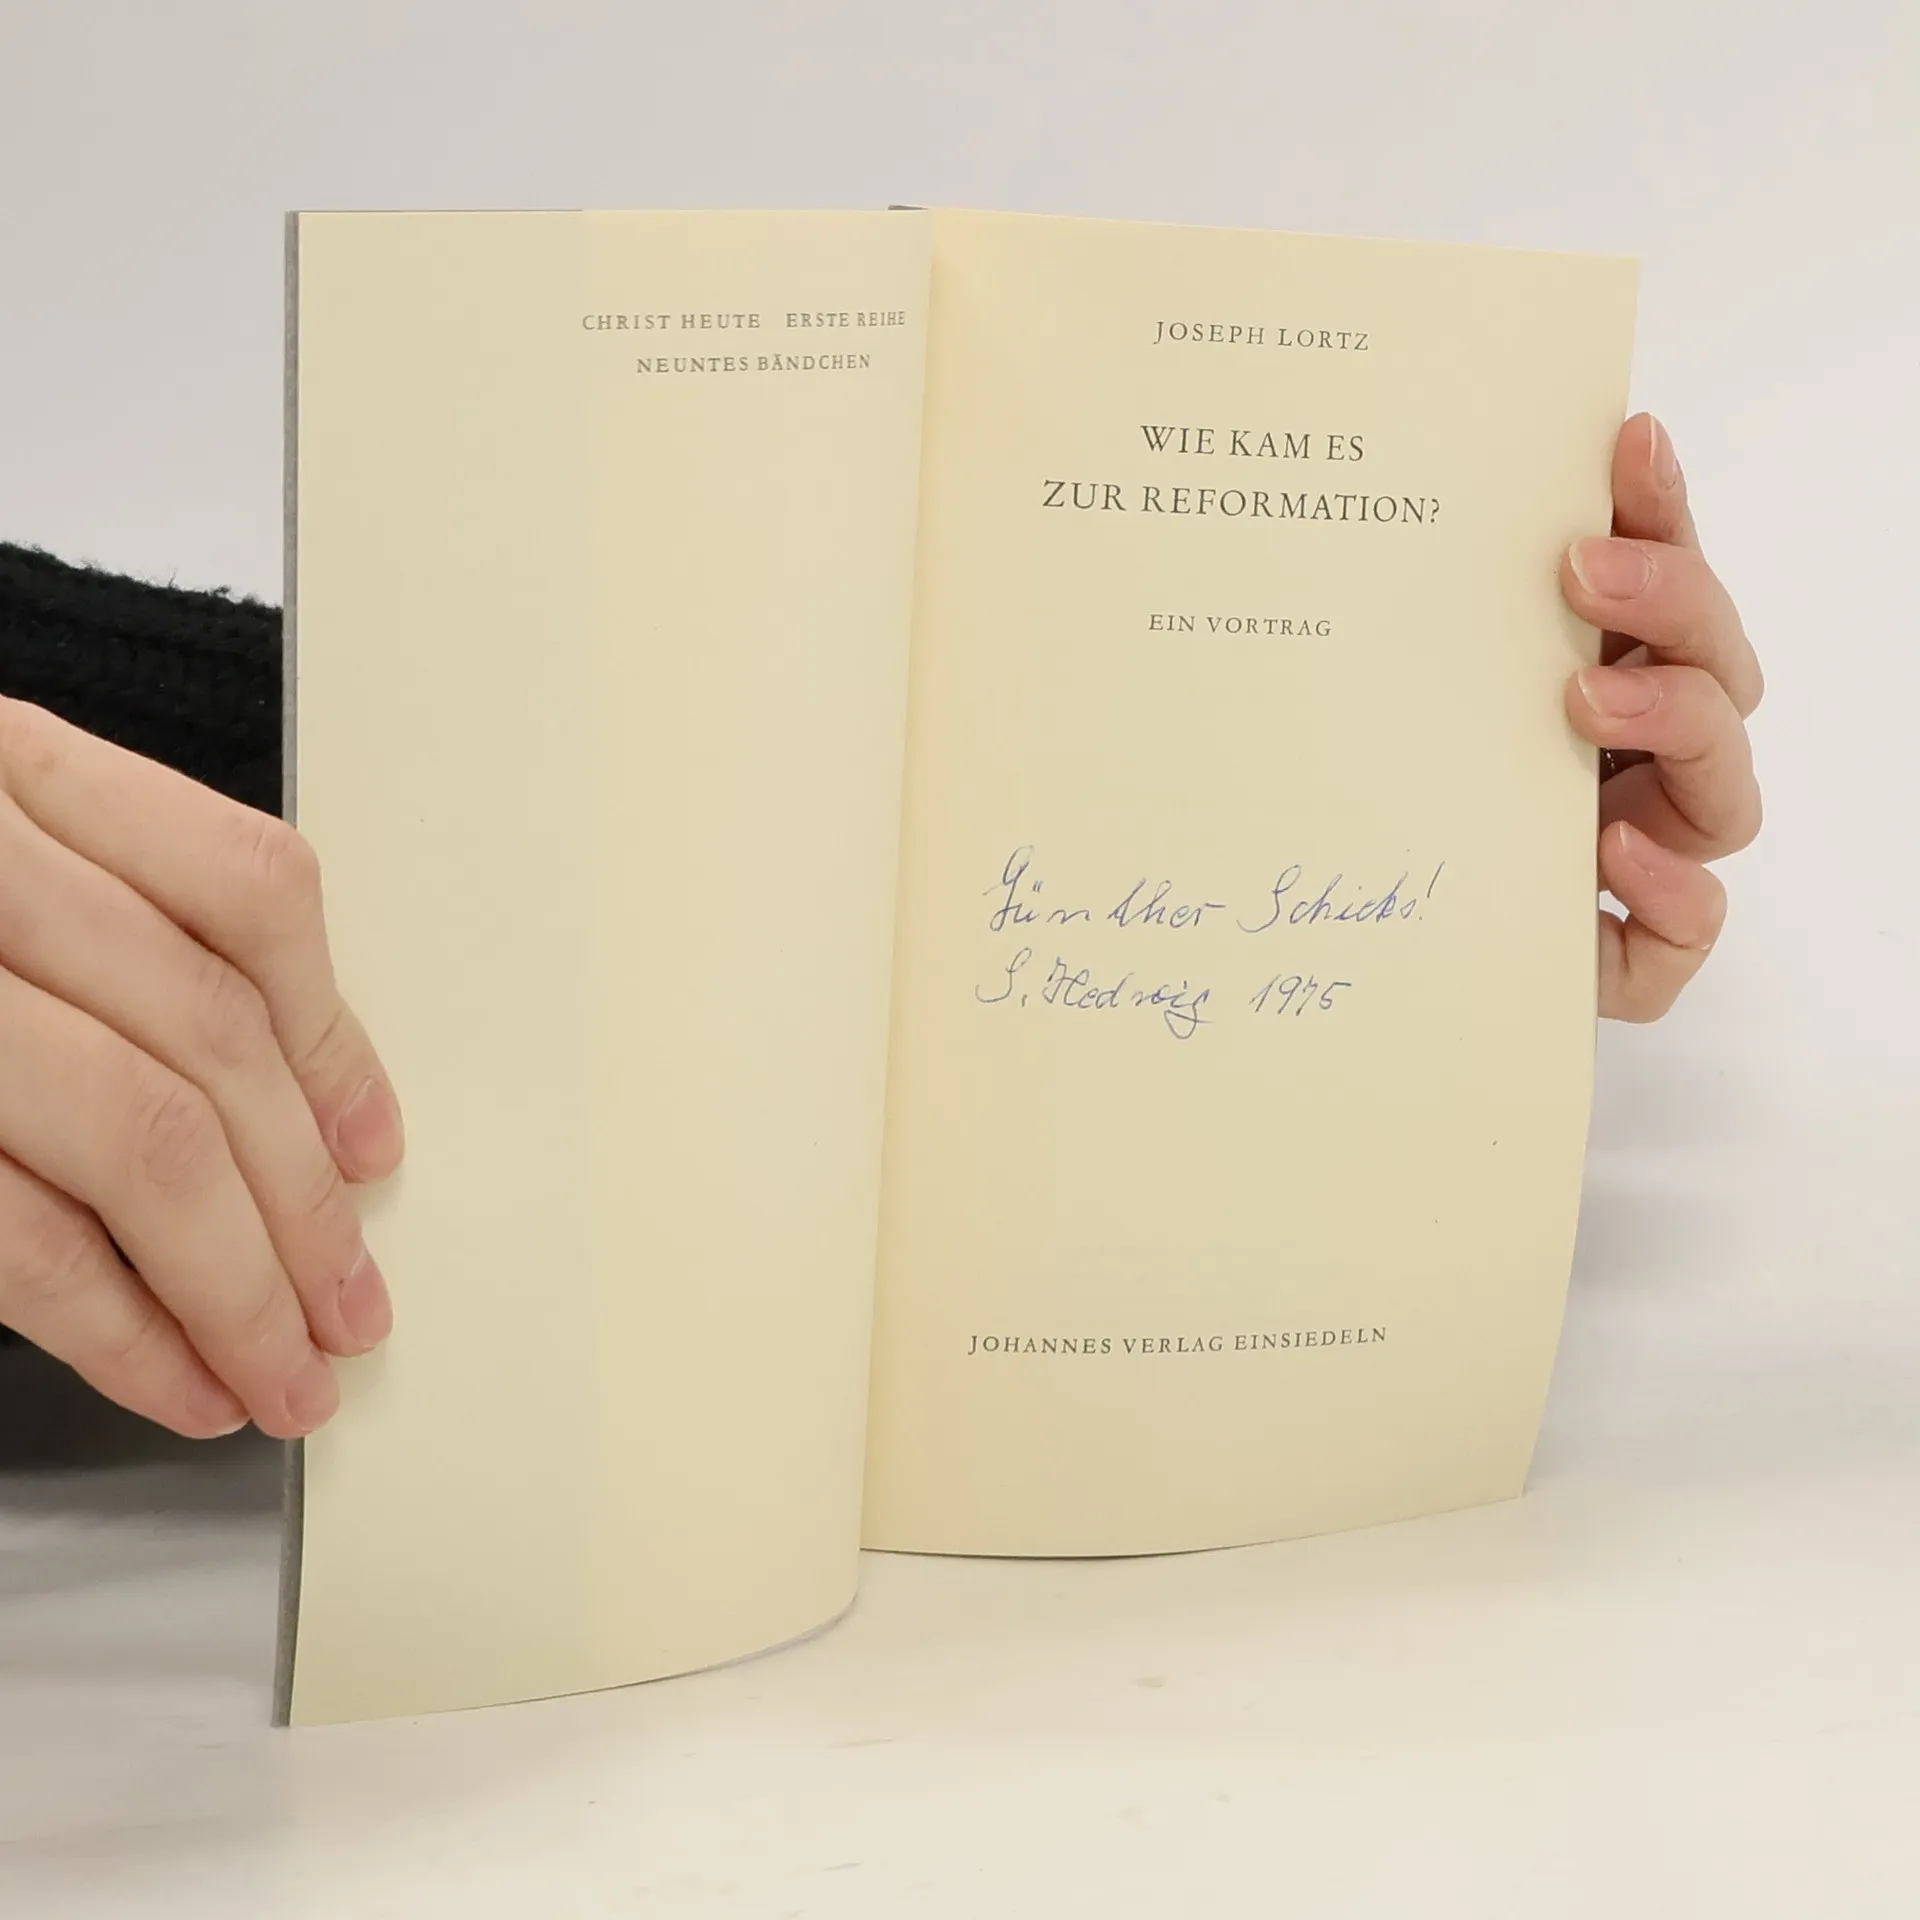 CHRIST HEUTE ERSTE REIHE
NEUNTES BÄNDCHEN
JOSEPH LORTZ
WIE KAM ES
ZUR REFORMATION?
EIN VORTRAG
Günther Schicks!
S. Hedwig 1975
JOHANNES VERLAG EINSIEDELN